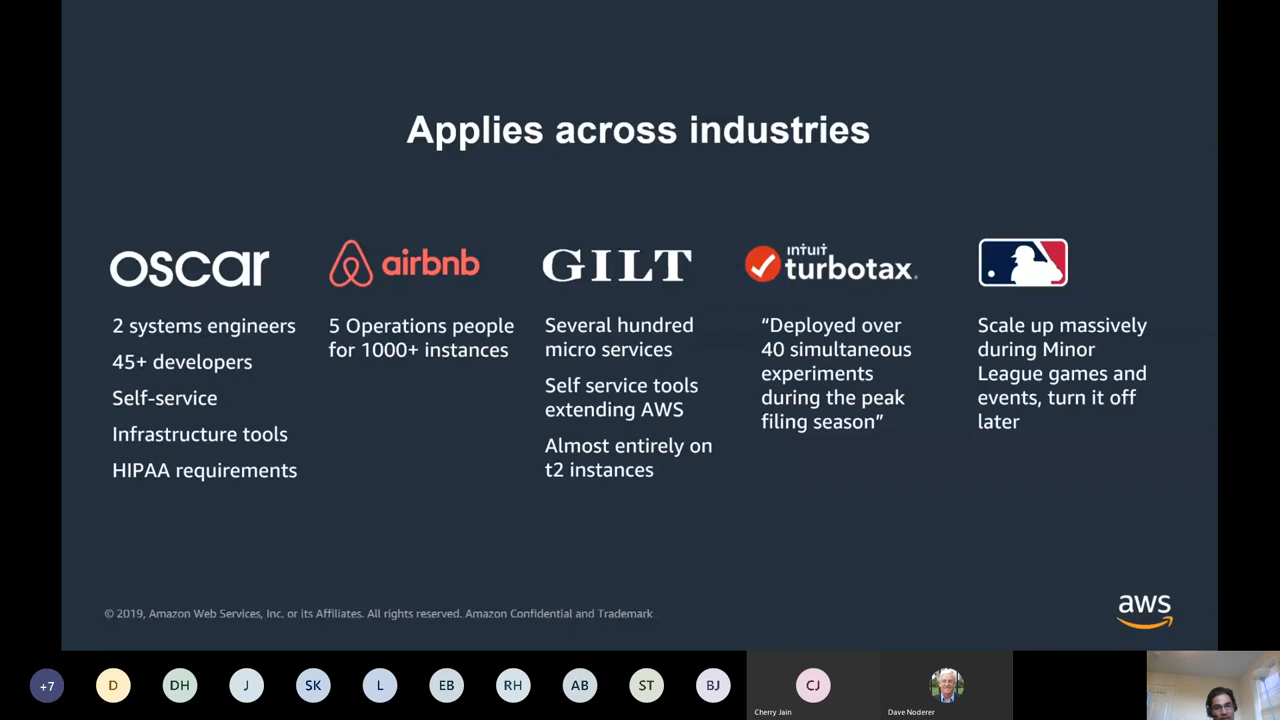 Applies across industries
oscar
2 systems engineers
45+ developers
Self-service
Infrastructure tools
HIPAA requirements
airbnb
5 Operations people
for 1000+ instances
GILT
Several hundred
micro services
Self service tools
extending AWS
Almost entirely on
t2 instances
intuit
turbotax.
“Deployed over
40 simultaneous
experiments
during the peak
filing season”
Scale up massively
during Minor
League games and
events, turn it off
later
© 2019, Amazon Web Services, Inc. or its Affiliates. All rights reserved. Amazon Confidential and Trademark
aws
+7
D
DH
J
SK
L
EB
RH
AB
ST
BJ
CJ
Cherry Jain
Dave Noderer